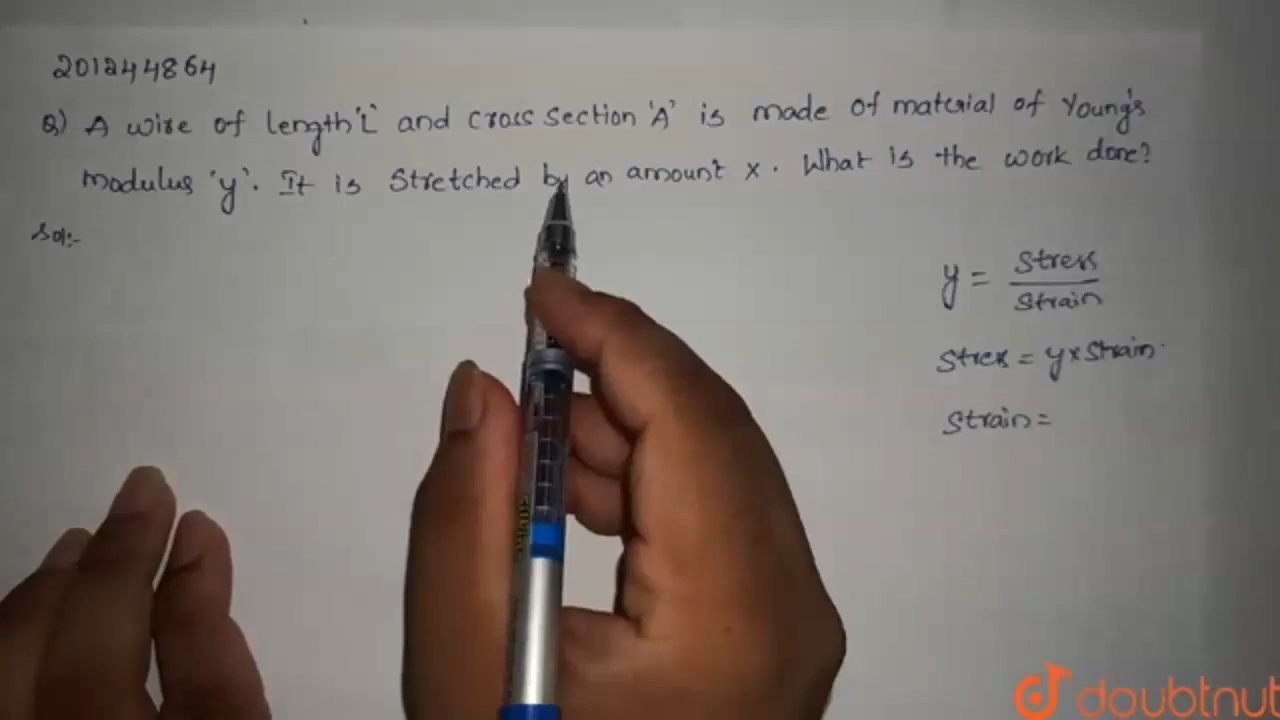 201244864
Q) A wire of length 'L' and cross section 'A' is made of material of Young's
modulus 'y'. It is stretched by an amount x. What is the work done?
Sol:-
y = stress / strain
stress = y x strain.
strain =
doubtnut